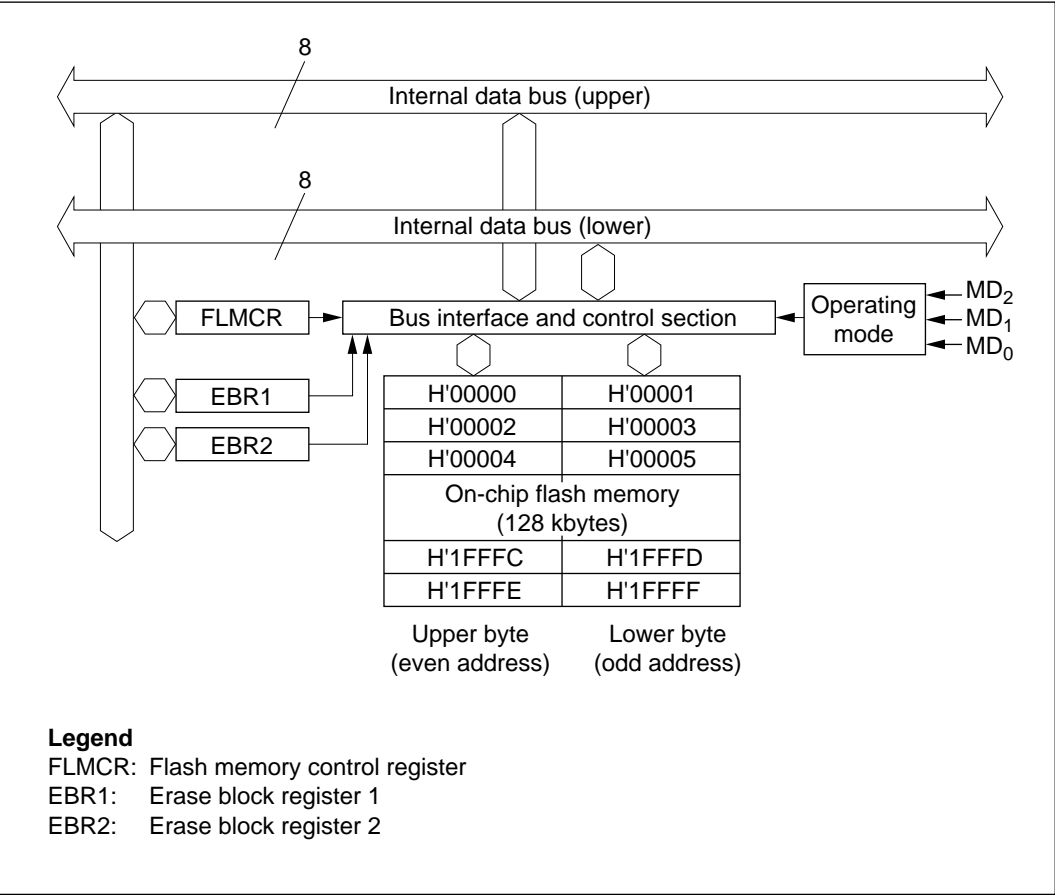 8
Internal data bus (upper)
8
Internal data bus (lower)
FLMCR
Bus interface and control section
Operating
mode
MD2
MD1
MD0
EBR1
EBR2
H'00000
H'00001
H'00002
H'00003
H'00004
H'00005
On-chip flash memory
(128 kbytes)
H'1FFFC
H'1FFFD
H'1FFFE
H'1FFFF
Upper byte
(even address)
Lower byte
(odd address)
Legend
FLMCR: Flash memory control register
EBR1: Erase block register 1
EBR2: Erase block register 2